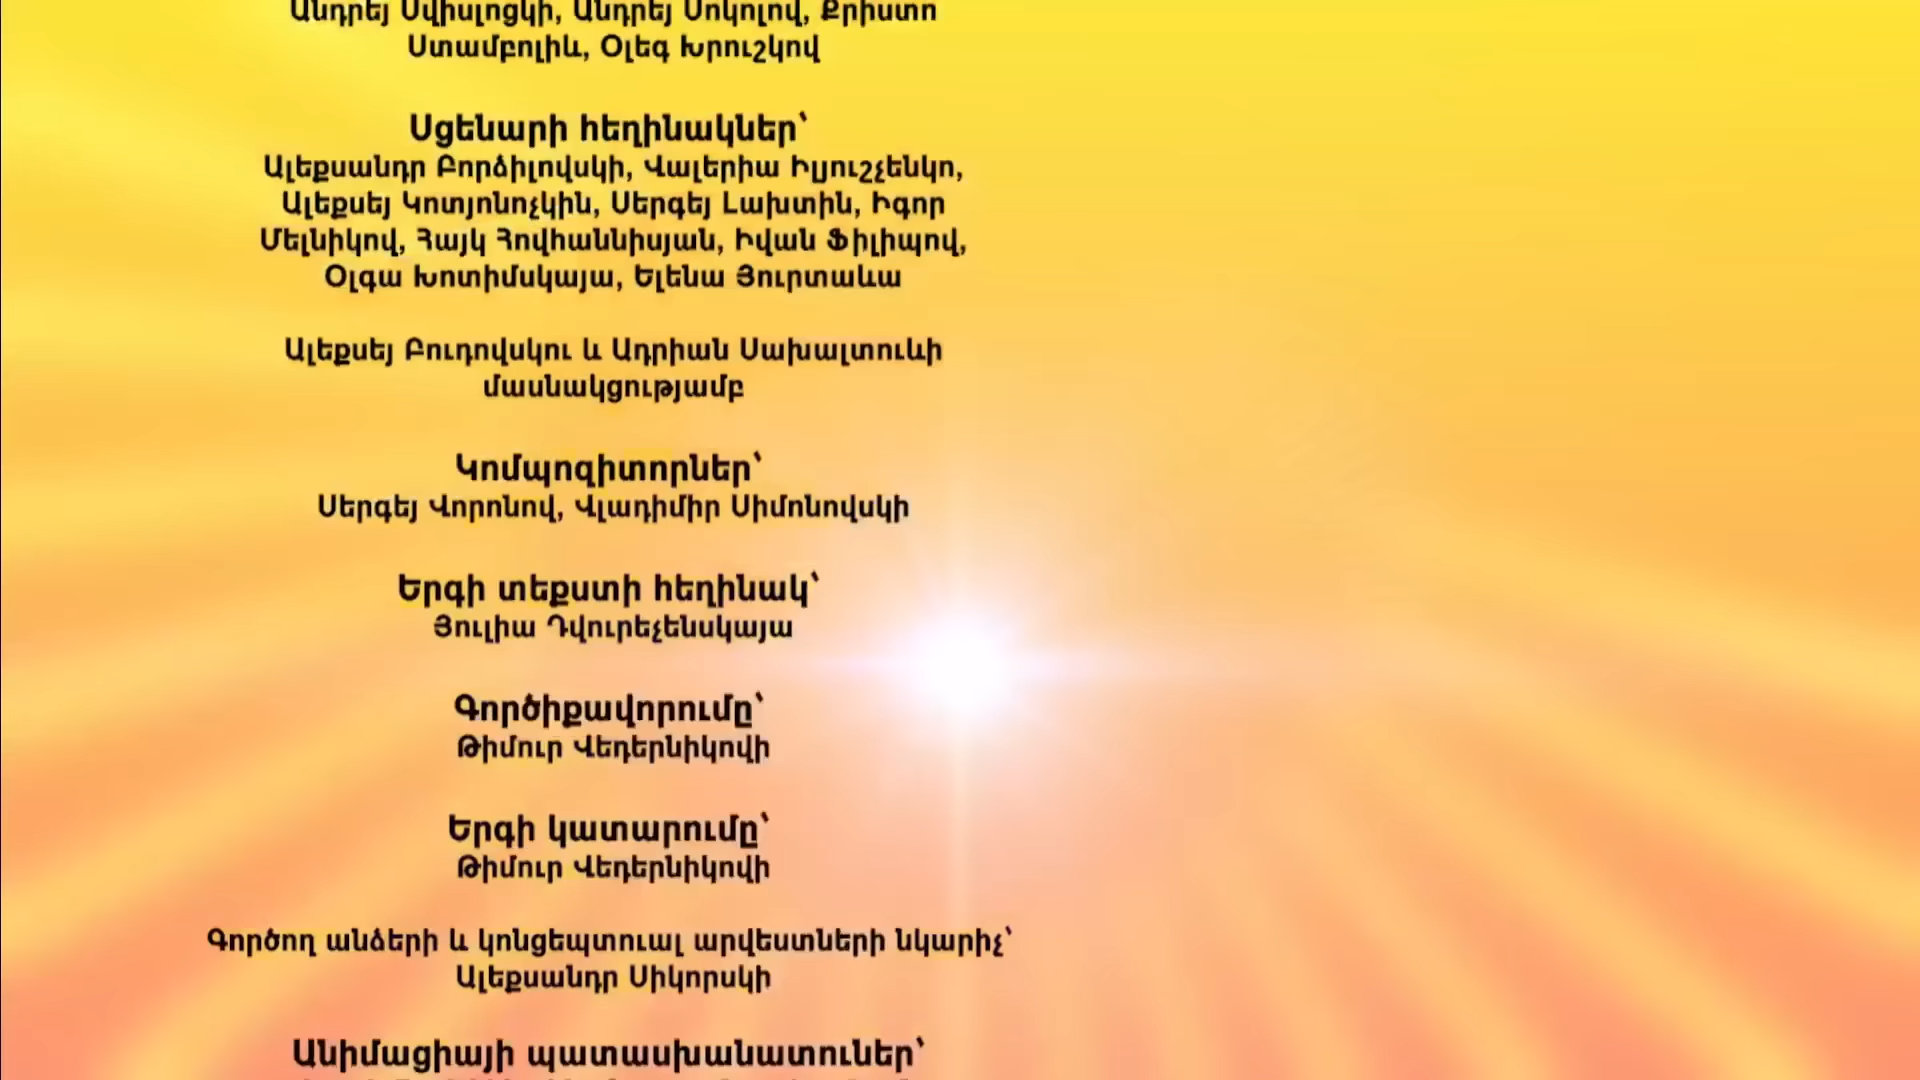 Անդրեյ Սվիսլոցկի, Անդրեյ Սոկոլով, Քրիստո
Ստամբոլիև, Օլեգ Խրուշկով
Սցենարի հեղինակներ՝
Ալեքսանդր Բորձիլովսկի, Վալերիա Իլյուշչենկո,
Ալեքսեյ Կոտյոնոչկին, Սերգեյ Լախտին, Իգոր
Մելնիկով, Հայկ Հովհաննիսյան, Իվան Ֆիլիպով,
Օլգա Խոտիմսկայա, Ելենա Յուրտաևա
Ալեքսեյ Բուդովսկու և Ադրիան Սախալտուևի
մասնակցությամբ
Կոմպոզիտորներ՝
Սերգեյ Վորոնով, Վլադիմիր Սիմոնովսկի
Երգի տեքստի հեղինակ՝
Յուլիա Դվուրեչենսկայա
Գործիքավորումը՝
Թիմուր Վեդերնիկովի
Երգի կատարումը՝
Թիմուր Վեդերնիկովի
Գործող անձերի և կոնցեպտուալ արվեստների նկարիչ՝
Ալեքսանդր Սիկորսկի
Անիմացիայի պատասխանատուներ՝